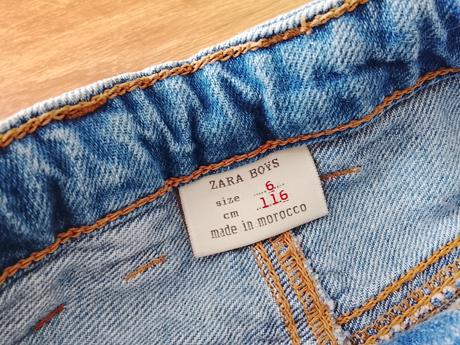 ZARA BOYS
size 6
cm 116
made in morocco